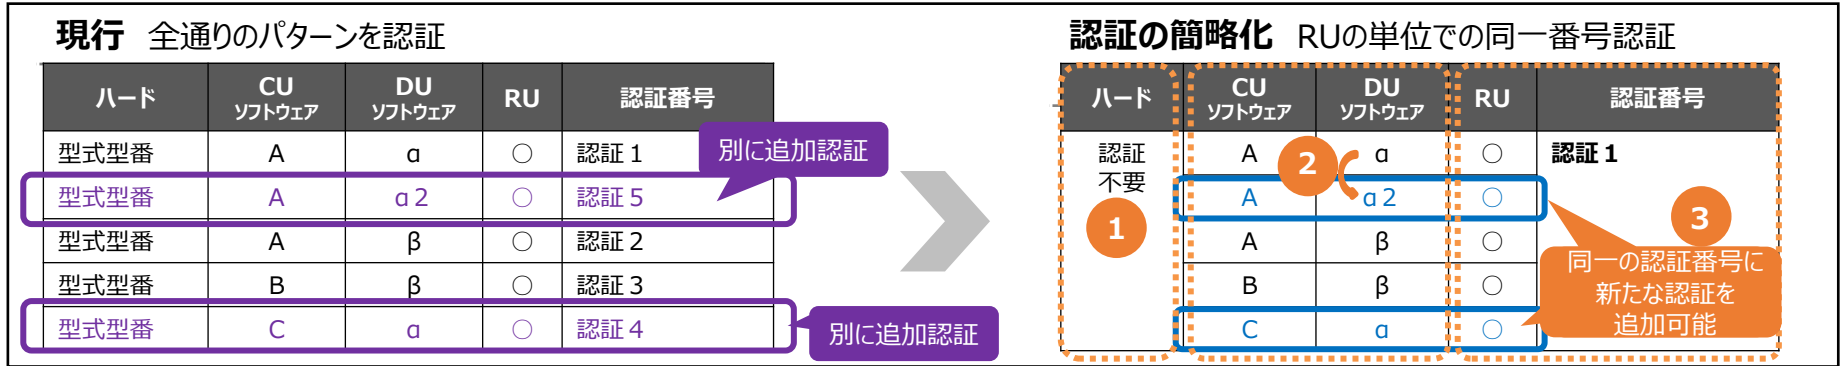 現行 全通りのパターンを認証
ハード CU ソフトウェア DU ソフトウェア RU 認証番号
型式型番 A α ○ 認証1
別に追加認証
型式型番 A α2 ○ 認証5
型式型番 A β ○ 認証2
型式型番 B β ○ 認証3
型式型番 C α ○ 認証4
別に追加認証
認証の簡略化 RUの単位での同一番号認証
ハード CU ソフトウェア DU ソフトウェア RU 認証番号
認証 A α ○ 認証1
不要
2
A α2 ○
1
3
A β ○
B β ○
C α ○
同一の認証番号に
新たな認証を
追加可能